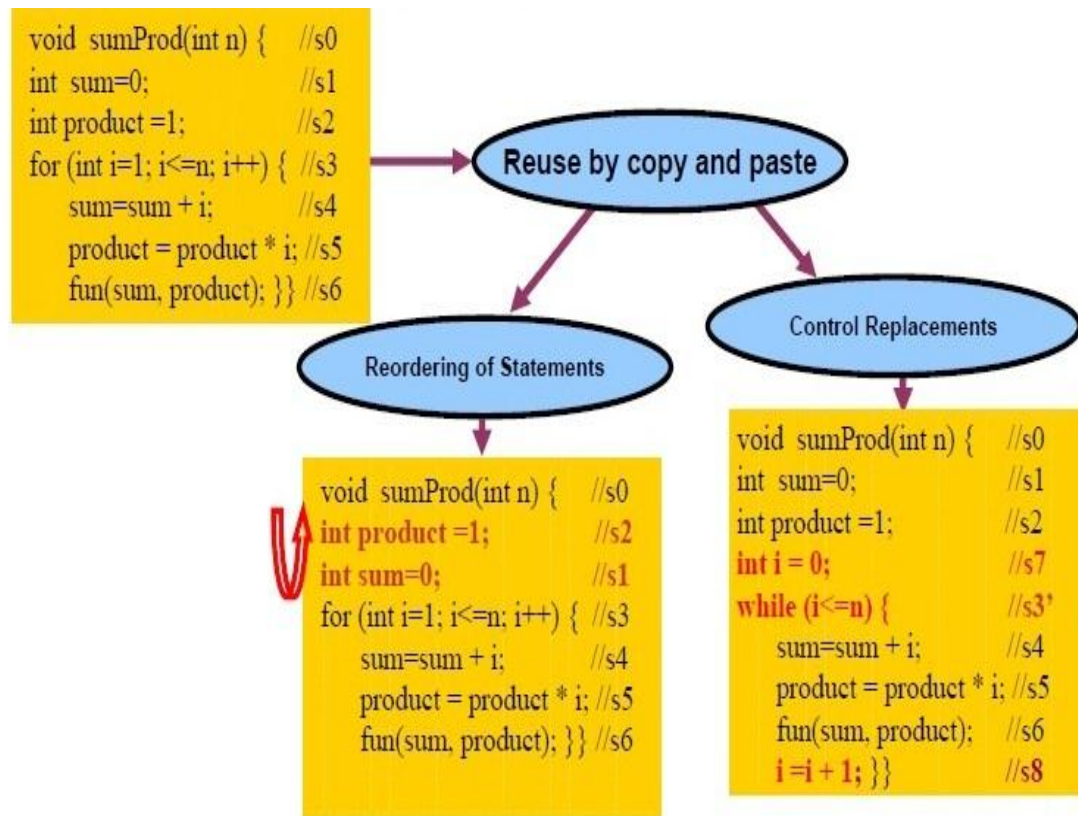 void sumProd(int n) { //s0
int sum=0; //s1
int product =1; //s2
for (int i=1; i<=n; i++) { //s3
sum=sum + i; //s4
product = product * i; //s5
fun(sum, product); }} //s6
Reuse by copy and paste
Reordering of Statements
Control Replacements
void sumProd(int n) { //s0
int product =1; //s2
int sum=0; //s1
for (int i=1; i<=n; i++) { //s3
sum=sum + i; //s4
product = product * i; //s5
fun(sum, product); }} //s6
void sumProd(int n) { //s0
int sum=0; //s1
int product =1; //s2
int i = 0; //s7
while (i<=n) { //s3’
sum=sum + i; //s4
product = product * i; //s5
fun(sum, product); //s6
i =i + 1; }} //s8